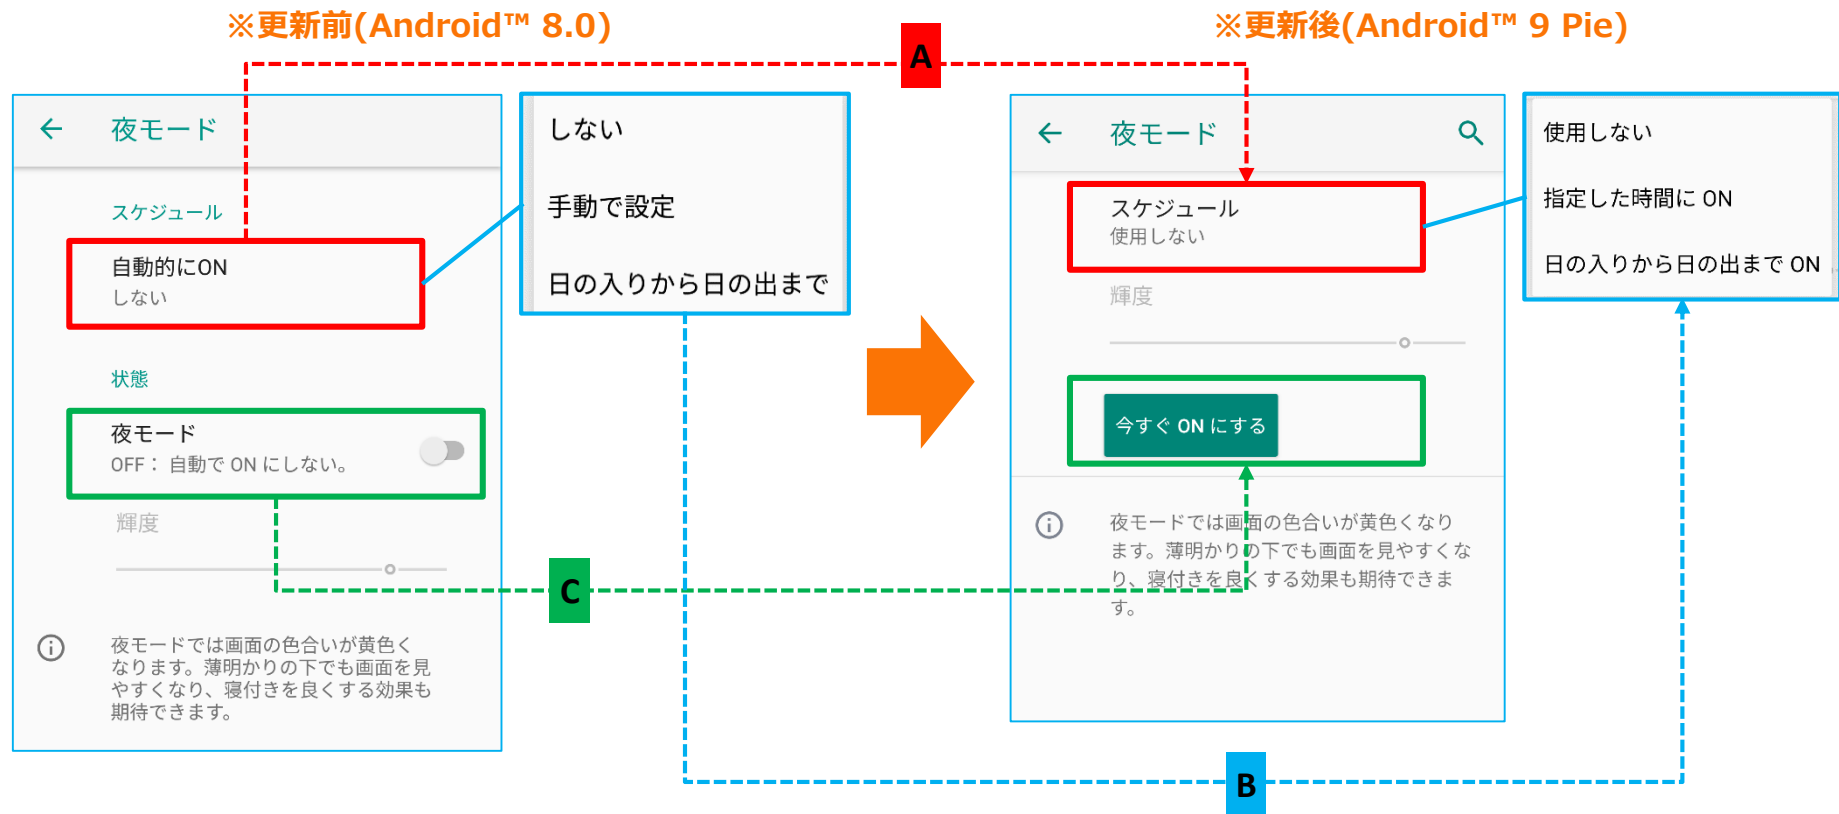 ※更新前(Android™ 8.0)
※更新後(Android™ 9 Pie)
A
夜モード
スケジュール
自動的にON
しない
状態
夜モード
OFF： 自動で ON にしない。
輝度
夜モードでは画面の色合いが黄色く
なります。薄明かりの下でも画面を見
やすくなり、寝付きを良くする効果も
期待できます。
しない
手動で設定
日の入りから日の出まで
C
夜モード
スケジュール
使用しない
輝度
今すぐ ON にする
夜モードでは画面の色合いが黄色くなり
ます。薄明かりの下でも画面を見やすくな
り、寝付きを良くする効果も期待できま
す。
使用しない
指定した時間に ON
日の入りから日の出まで ON
B